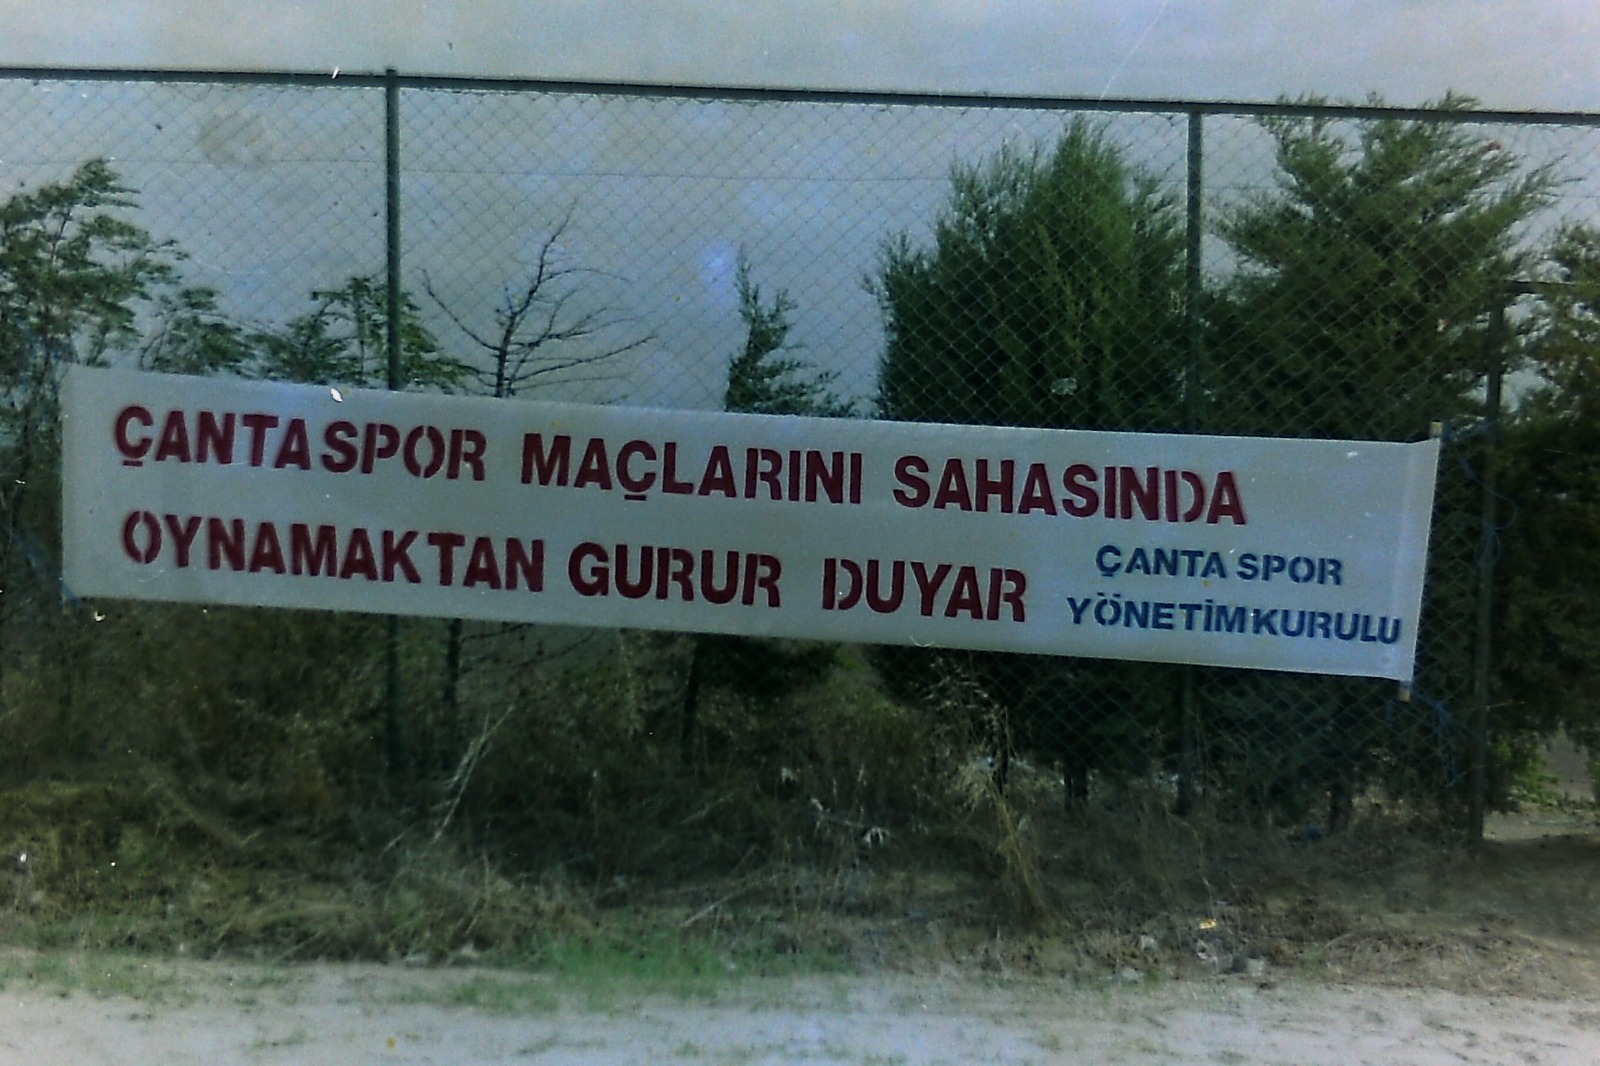 ÇANTASPOR MAÇLARINI SAHASINDA
OYNAMAKTAN GURUR DUYAR
ÇANTA SPOR
YÖNETİM KURULU